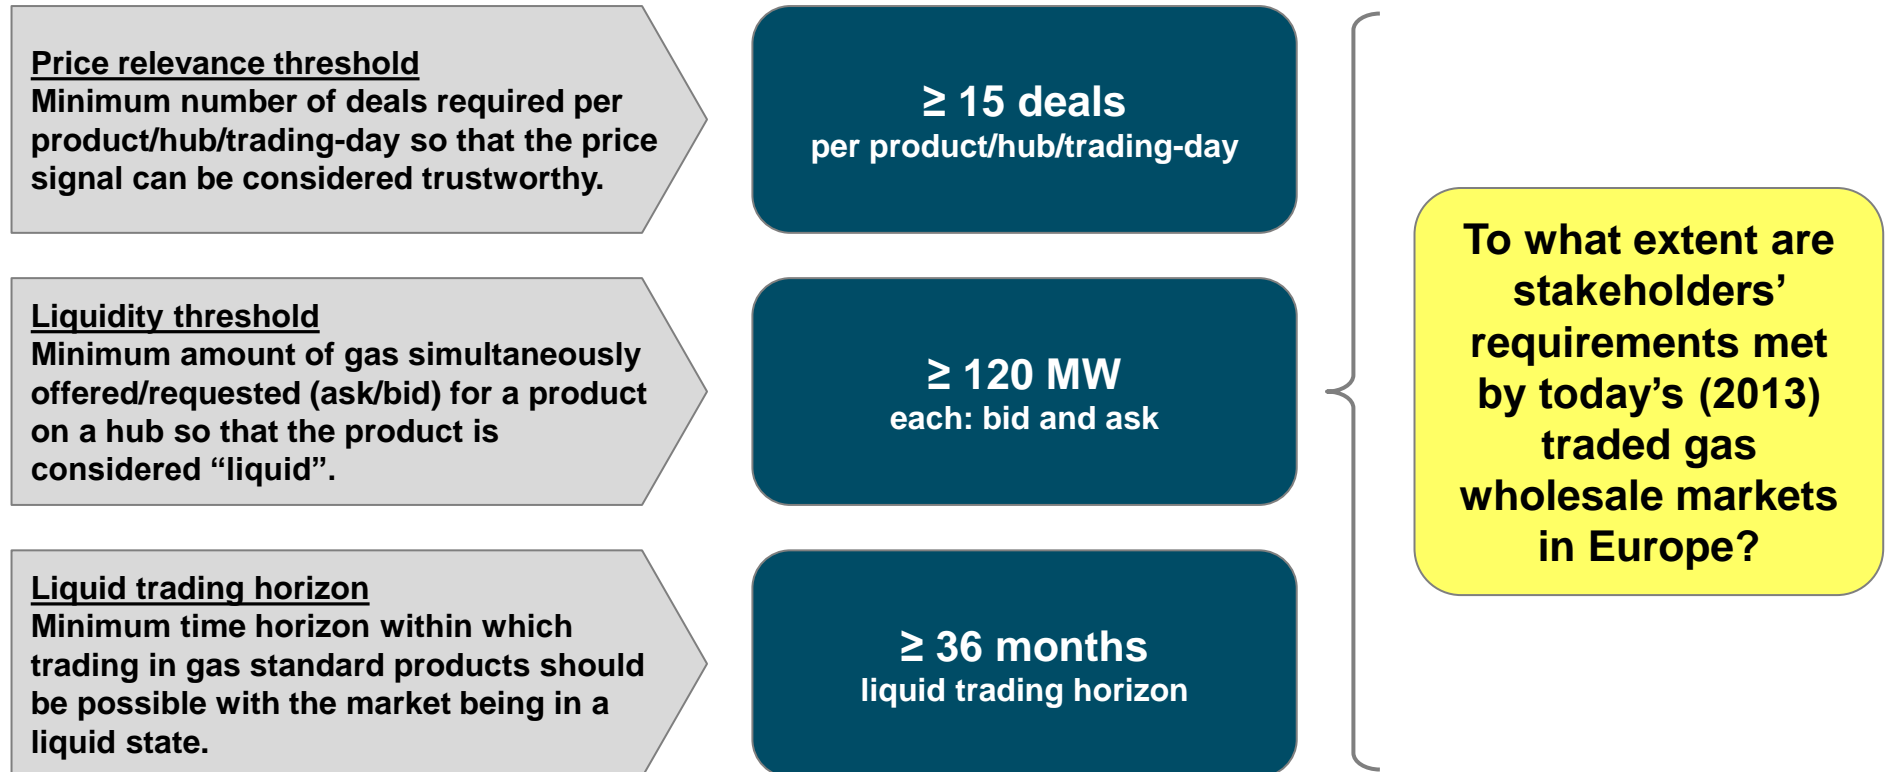 Price relevance threshold
Minimum number of deals required per
product/hub/trading-day so that the price
signal can be considered trustworthy.
≥ 15 deals
per product/hub/trading-day
Liquidity threshold
Minimum amount of gas simultaneously
offered/requested (ask/bid) for a product
on a hub so that the product is
considered “liquid”.
≥ 120 MW
each: bid and ask
Liquid trading horizon
Minimum time horizon within which
trading in gas standard products should
be possible with the market being in a
liquid state.
≥ 36 months
liquid trading horizon
To what extent are
stakeholders’
requirements met
by today’s (2013)
traded gas
wholesale markets
in Europe?